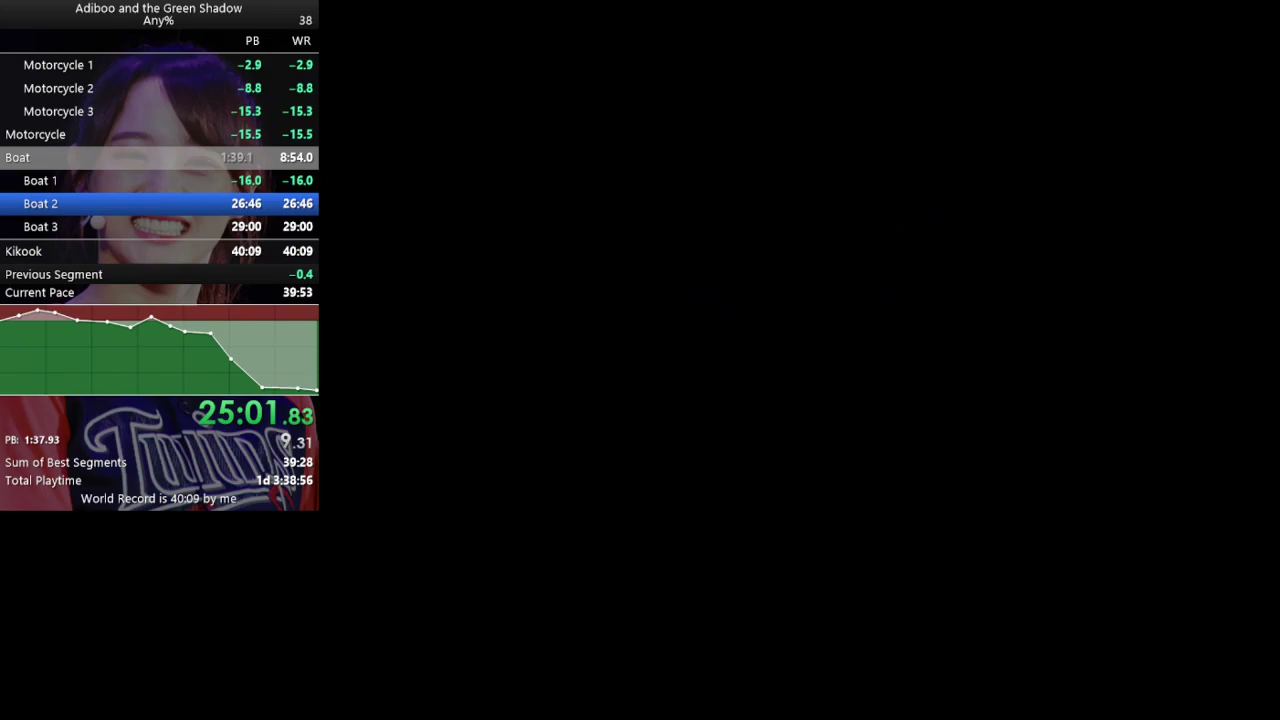 Adiboo and the Green Shadow
Any% 38
PB WR
Motorcycle 1 −2.9 −2.9
Motorcycle 2 −8.8 −8.8
Motorcycle 3 −15.3 −15.3
Motorcycle −15.5 −15.5
Boat 1:39.1 8:54.0
Boat 1 −16.0 −16.0
Boat 2 26:46 26:46
Boat 3 29:00 29:00
Kikook 40:09 40:09
Previous Segment −0.4
Current Pace 39:53
25:01.83
PB: 1:37.93 9.31
Sum of Best Segments 39:28
Total Playtime 1d 3:38:56
World Record is 40:09 by me